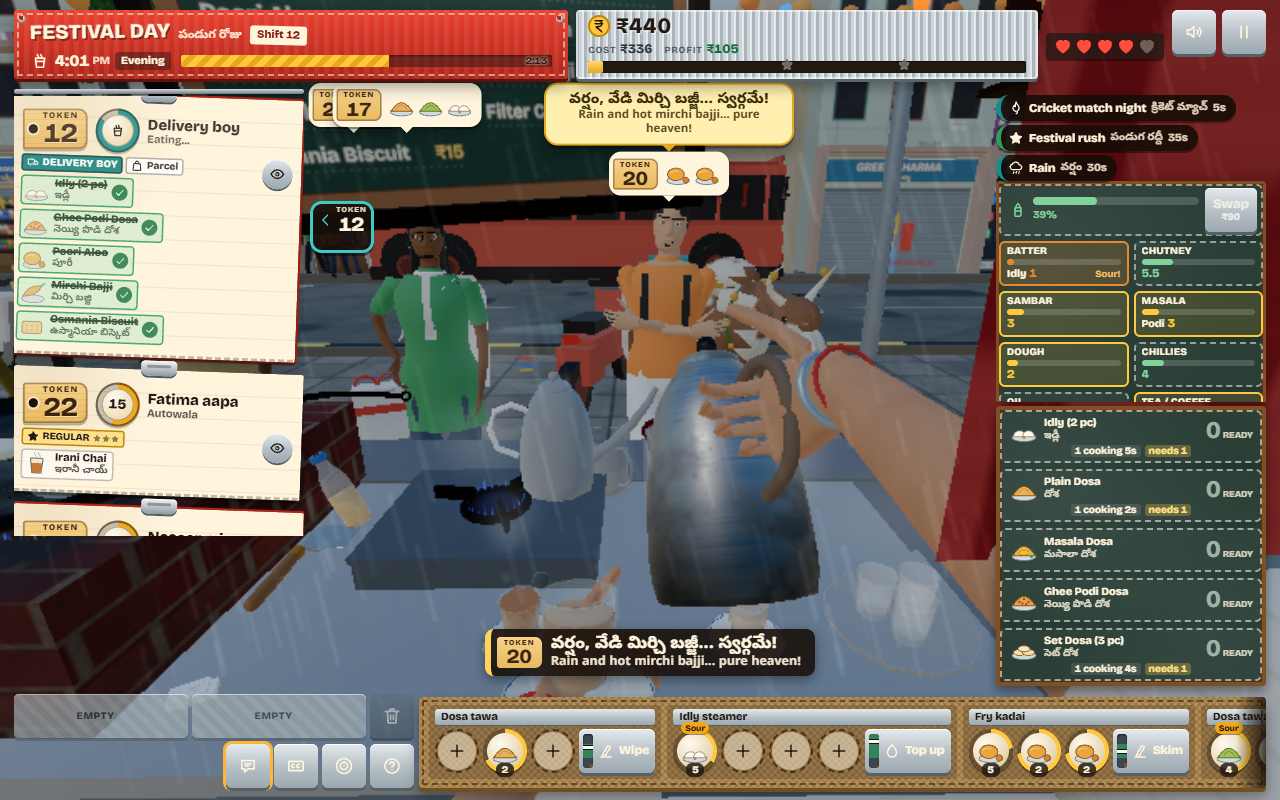 FESTIVAL DAY పండుగ రోజు Shift 12
4:01 PM Evening 2:13
₹440
COST ₹336 PROFIT ₹105
TOKEN
12
Delivery boy
Eating...
DELIVERY BOY Parcel
Idly (2 pc)
ఇడ్లీ
Ghee Podi Dosa
నెయ్యి పొడి దోశ
Poori Aloo
పూరీ
Mirchi Bajji
మిర్చి బజ్జీ
Osmania Biscuit
ఉస్మానియా బిస్కెట్
TOKEN
22
15
Fatima aapa
Autowala
REGULAR
Irani Chai
ఇరానీ చాయ్
TOKEN
TOKEN
17
Filter C
nia Biscuit ₹15
TOKEN
12
వర్షం, వేడి మిర్చి బజ్జీ... స్వర్గమే!
Rain and hot mirchi bajji... pure
heaven!
TOKEN
20
Cricket match night క్రికెట్ మ్యాచ్ 5s
Festival rush పండుగ రద్దీ 35s
Rain వర్షం 30s
39%
Swap
₹90
BATTER
Idly 1 Sour!
CHUTNEY
5.5
SAMBAR
3
MASALA
Podi 3
DOUGH
2
CHILLIES
4
OIL
TEA / COFFEE
Idly (2 pc)
ఇడ్లీ
0 READY
1 cooking 5s needs 1
Plain Dosa
దోశ
0 READY
1 cooking 2s needs 1
Masala Dosa
మసాలా దోశ
0 READY
Ghee Podi Dosa
నెయ్యి పొడి దోశ
0 READY
Set Dosa (3 pc)
సెట్ దోశ
0 READY
1 cooking 4s needs 1
TOKEN
20
వర్షం, వేడి మిర్చి బజ్జీ... స్వర్గమే!
Rain and hot mirchi bajji... pure heaven!
EMPTY
EMPTY
Dosa tawa
2
Wipe
Idly steamer
Sour
5
Top up
Fry kadai
5
2
2
Skim
Dosa tawa
Sour
4